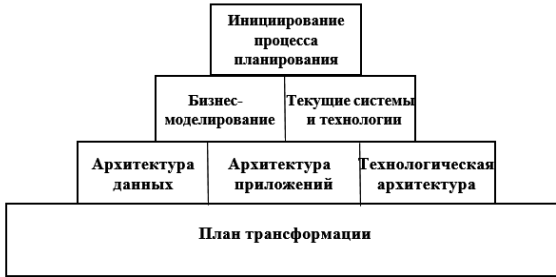 Инициирование
процесса
планирования
Бизнес-
моделирование
Текущие системы
и технологии
Архитектура
данных
Архитектура
приложений
Технологическая
архитектура
План трансформации